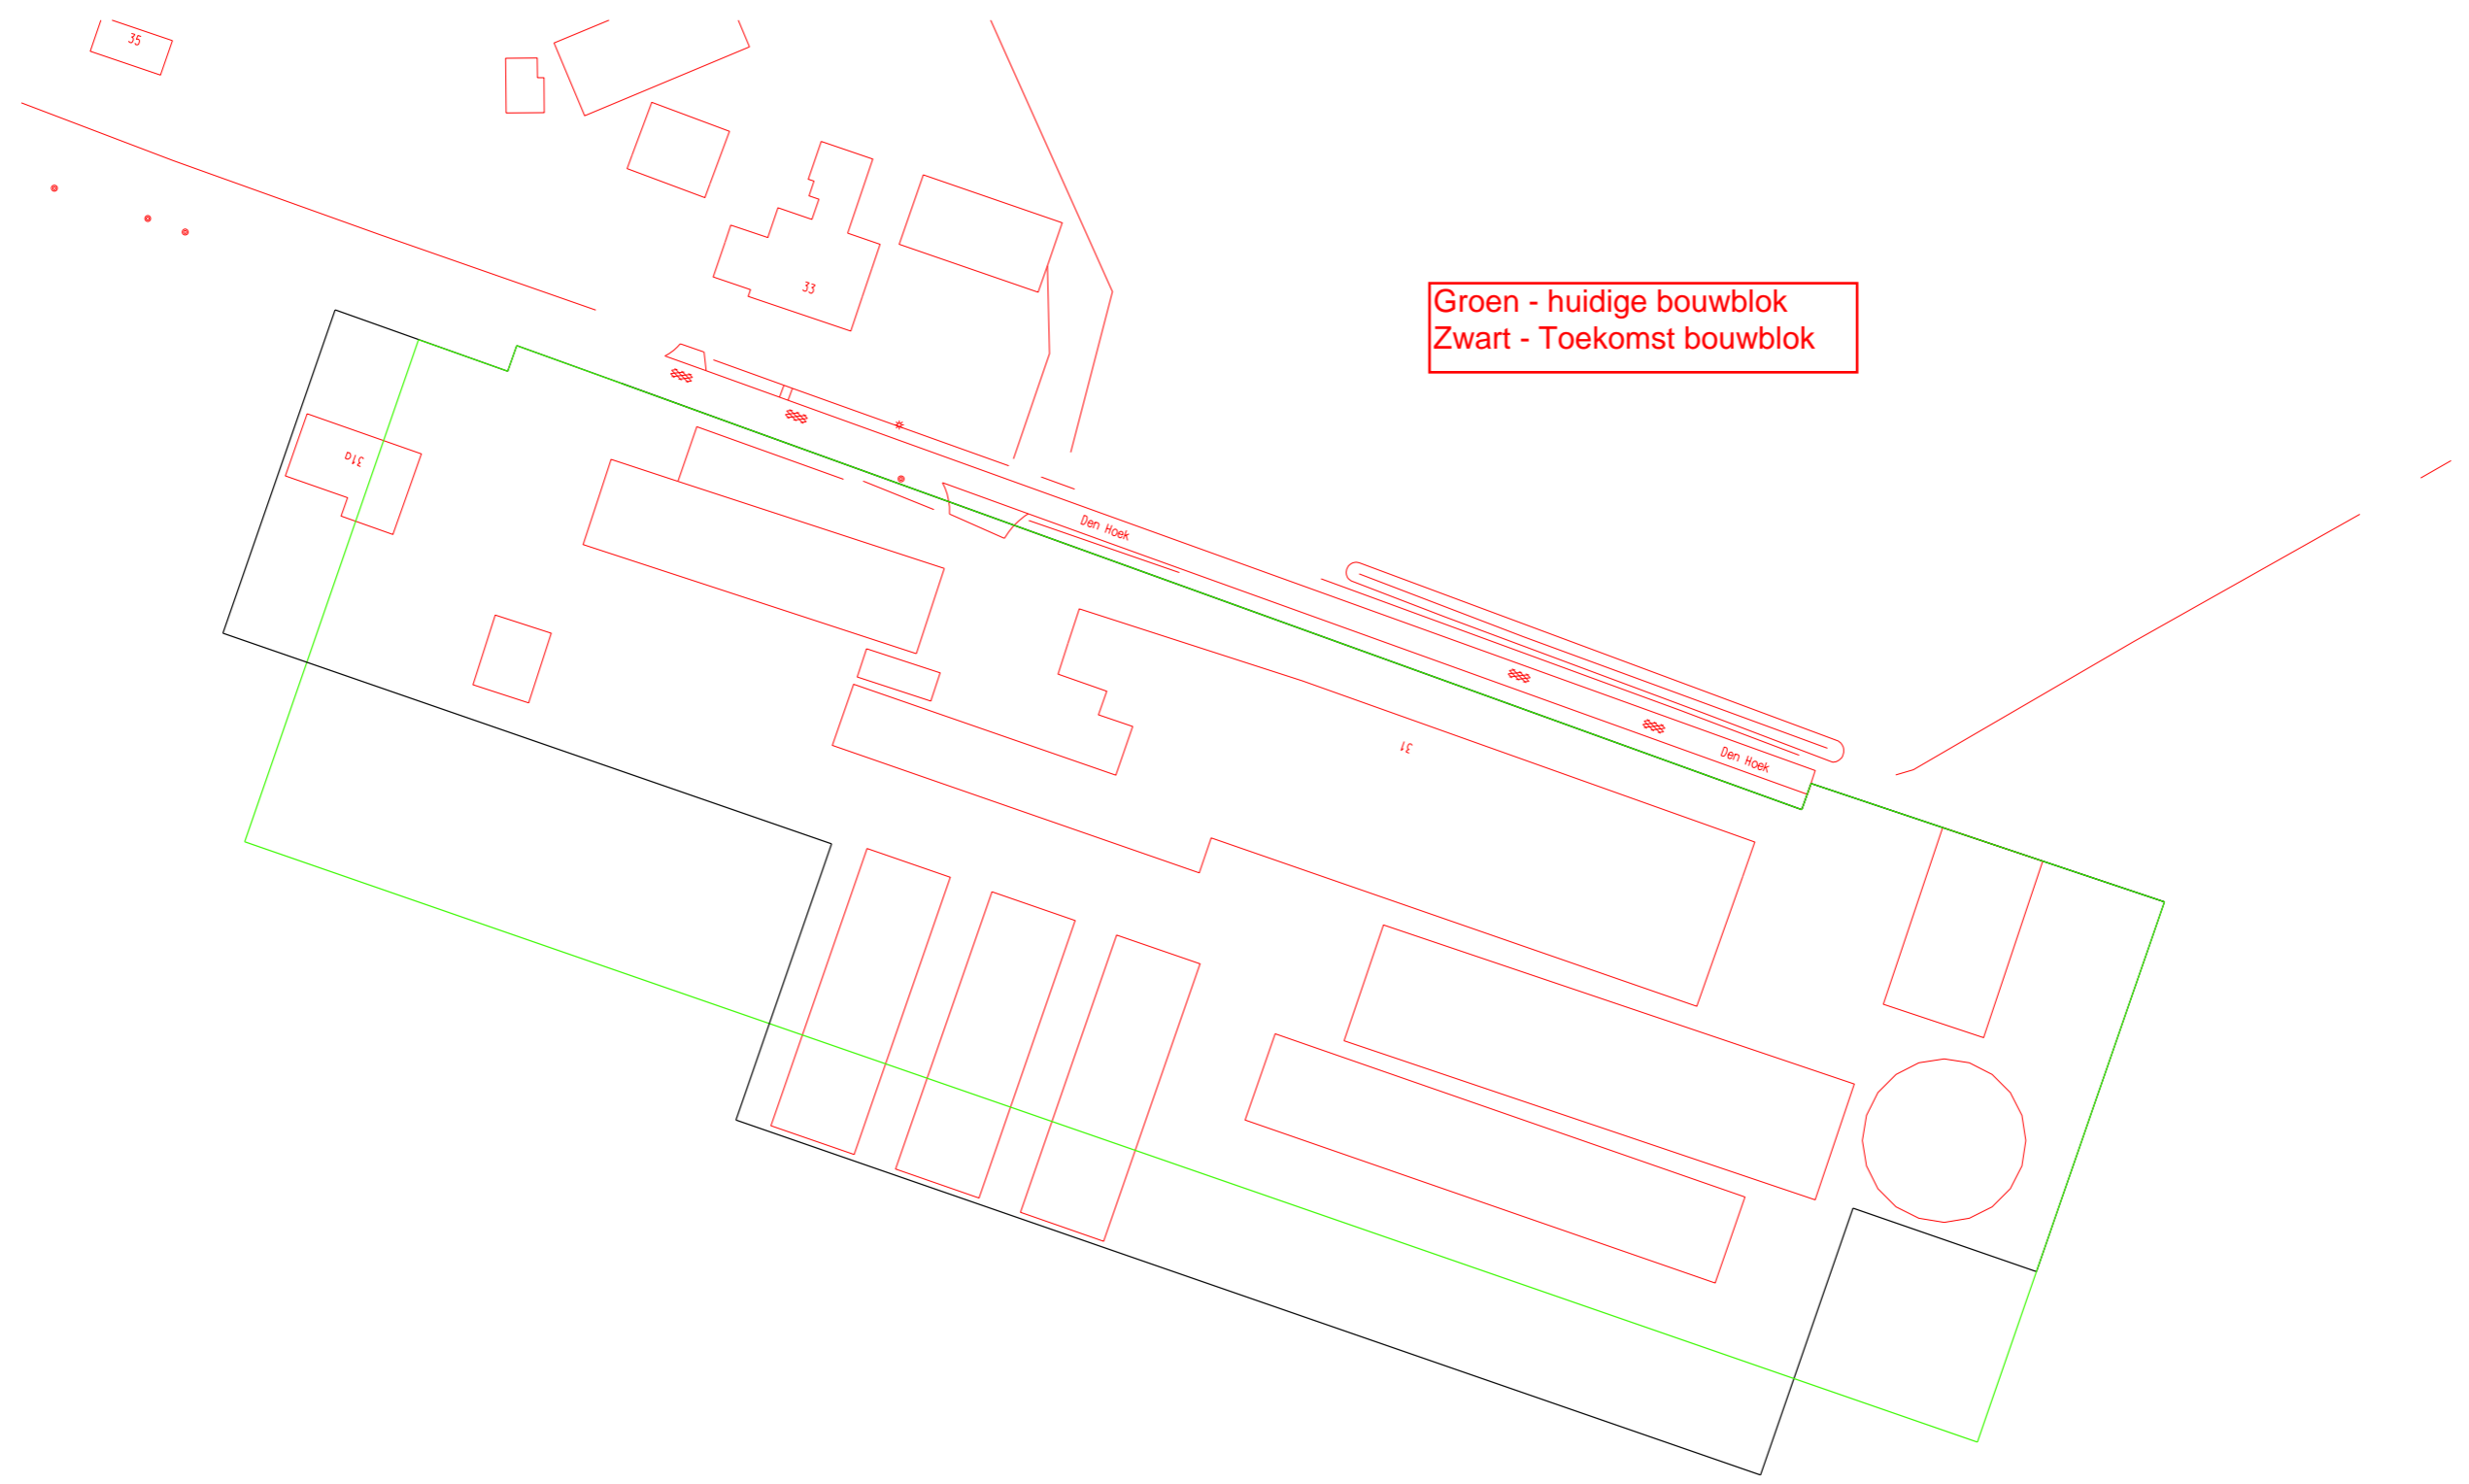 35
33
Groen - huidige bouwblok
Zwart - Toekomst bouwblok
31a
Den Hoek
31
Den Hoek